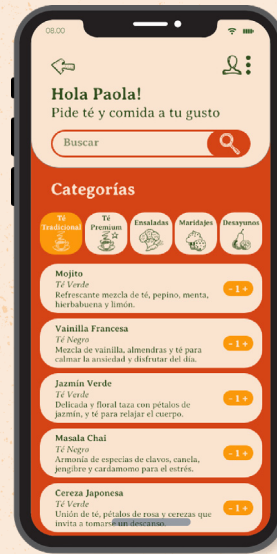 08.00
Hola Paola!
Pide té y comida a tu gusto
Buscar
Categorías
Té
Tradicional
Té
Premium
Ensaladas
Maridajes
Desayunos
Mojito
Té Verde
Refrescante mezcla de té, pepino, menta,
hierbabuena y limón.
- 1 +
Vainilla Francesa
Té Negro
Mezcla de vainilla, almendras y té para
calmar la ansiedad y disfrutar del día.
- 1 +
Jazmín Verde
Té Verde
Delicada y floral taza con pétalos de
jazmín, y té para relajar el cuerpo.
- 1 +
Masala Chai
Té Negro
Armonía de especias de clavos, canela,
jengibre y cardamomo para el estrés.
- 1 +
Cereza Japonesa
Té Verde
Unión de té, pétalos de rosa y cerezas que
invita a tomarse un descanso.
- 1 +